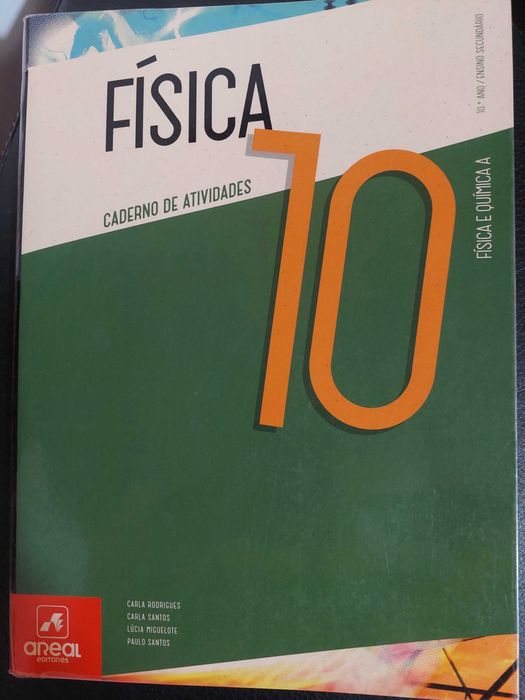 FÍSICA
10
CADERNO DE ATIVIDADES
10.º ANO / ENSINO SECUNDÁRIO
FÍSICA E QUÍMICA A
CARLA RODRIGUES
CARLA SANTOS
LÚCIA MIGUELOTE
PAULO SANTOS
aREaL
EDITORES